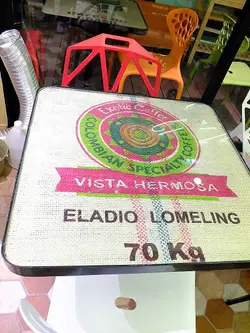 Exotic Coffee
COLOMBIAN SPECIALTY COFFEE
VISTA HERMOSA
ELADIO LOMELING
70 Kg